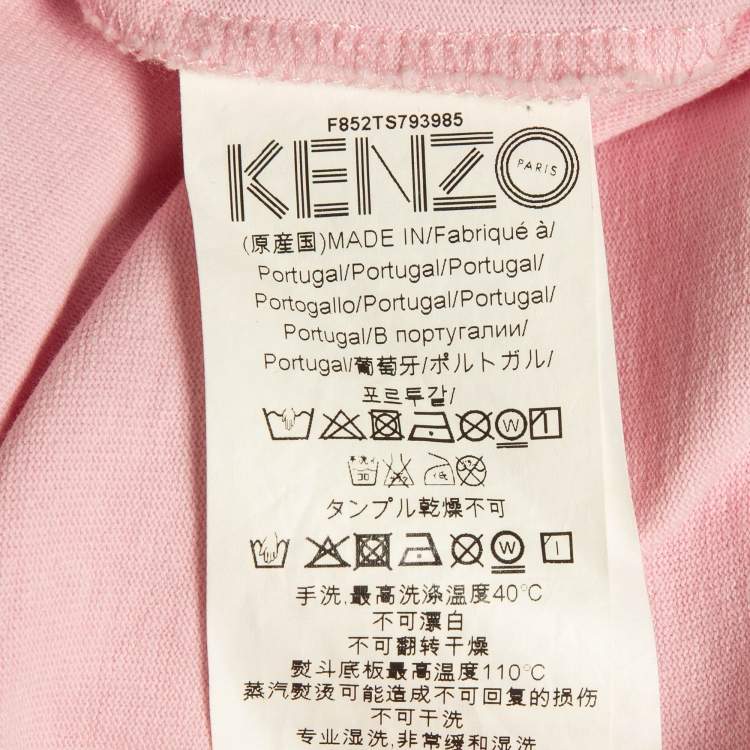 F852TS793985
KENZO PARIS
(原産国)MADE IN/Fabriqué à/
Portugal/Portugal/Portugal/
Portogallo/Portugal/Portugal/
Portugal/В португалии/
Portugal/葡萄牙/ポルトガル/
포르투갈/
W
手洗イ
30
タンプル乾燥不可
W
手洗,最高洗涤温度40°C
不可漂白
不可翻转干燥
熨斗底板最高温度110°C
蒸汽熨烫可能造成不可回复的损伤
不可干洗
专业湿洗,非常缓和湿洗